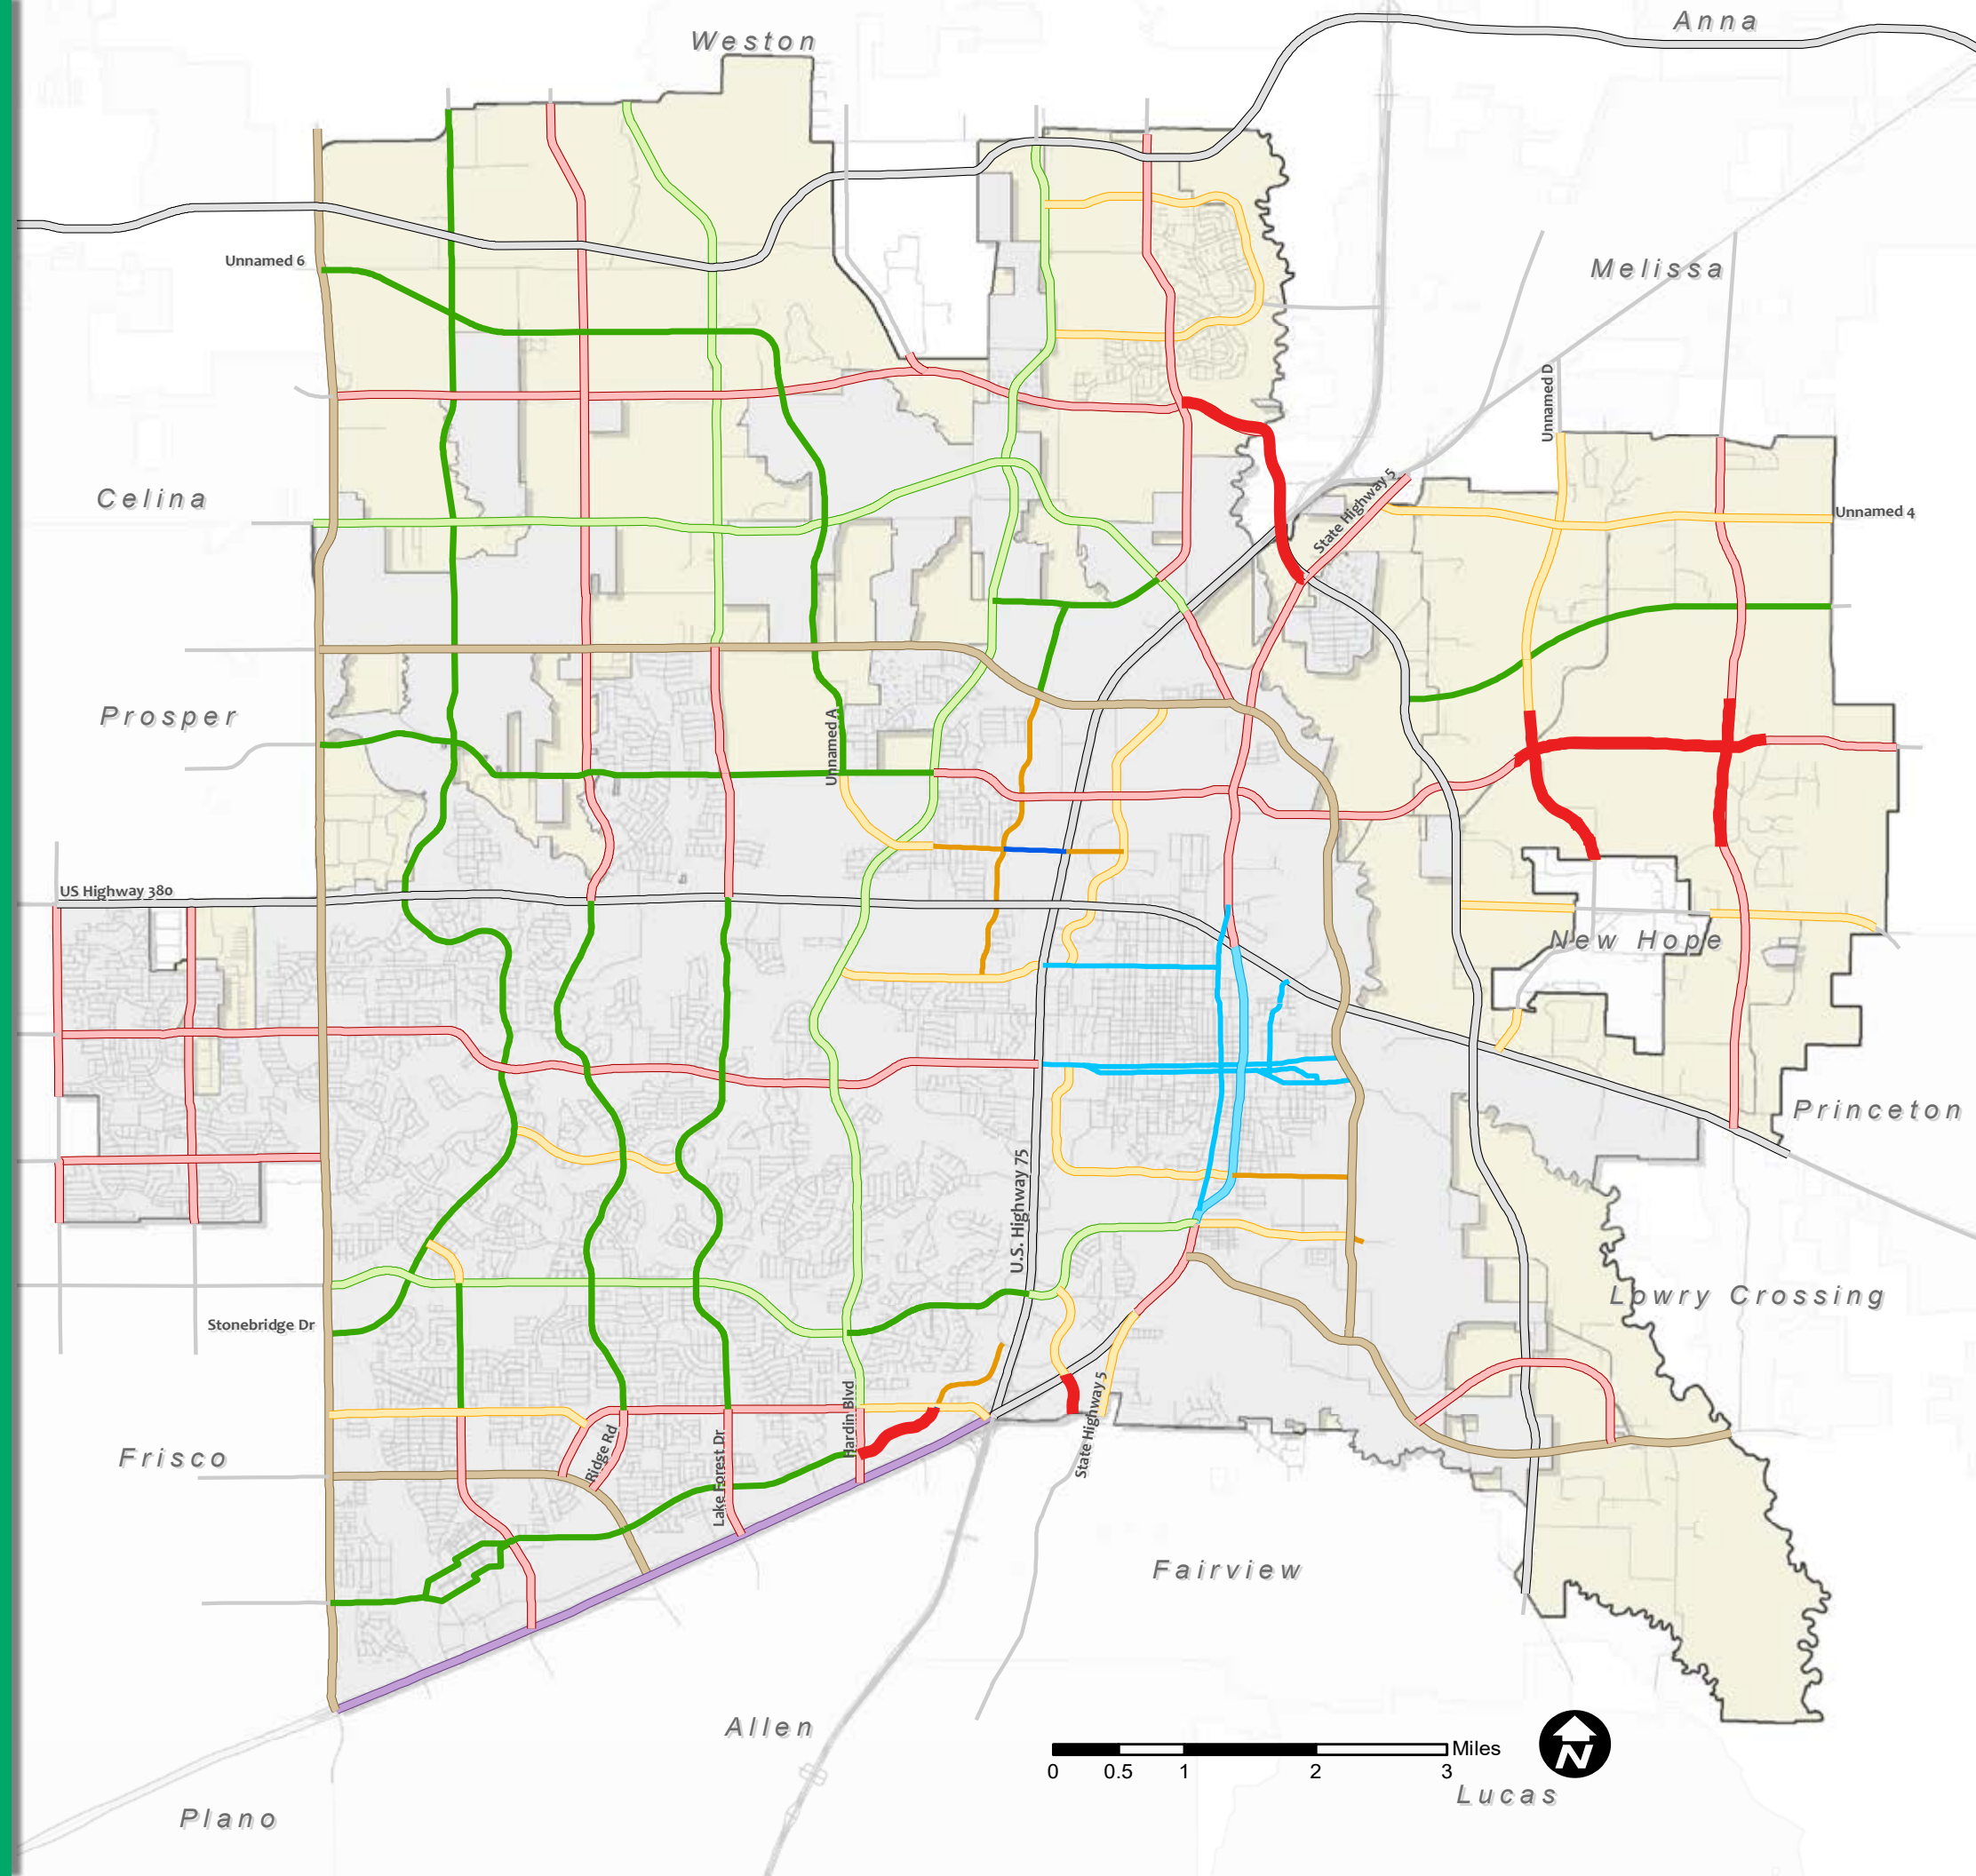 Anna
Weston
Unnamed 6
Melissa
Unnamed D
Celina
State Highway 5
Unnamed 4
Prosper
Unnamed A
US Highway 380
New Hope
Princeton
U.S. Highway 75
Lowry Crossing
Stonebridge Dr
Hardin Blvd
State Highway 5
Ridge Rd
Lake Forest Dr
Frisco
Fairview
Allen
Miles
0 0.5 1 2 3
N
Lucas
Plano